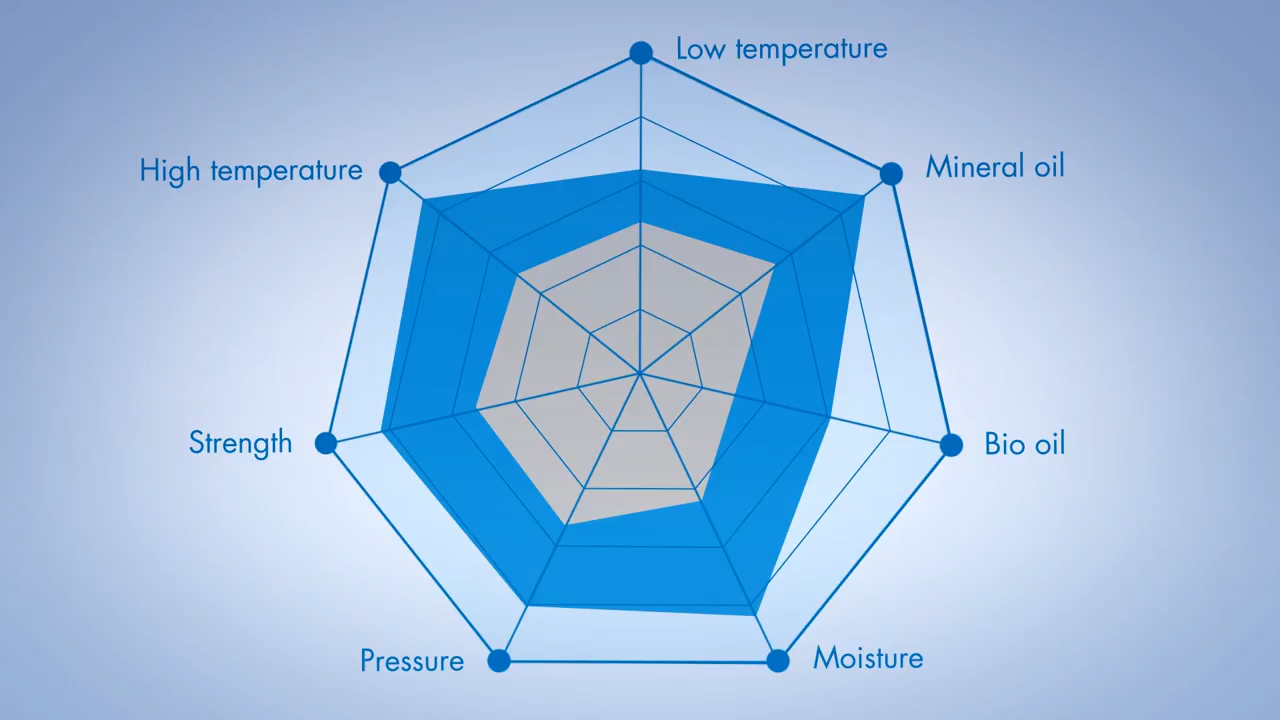 Low temperature
High temperature
Mineral oil
Strength
Bio oil
Pressure
Moisture